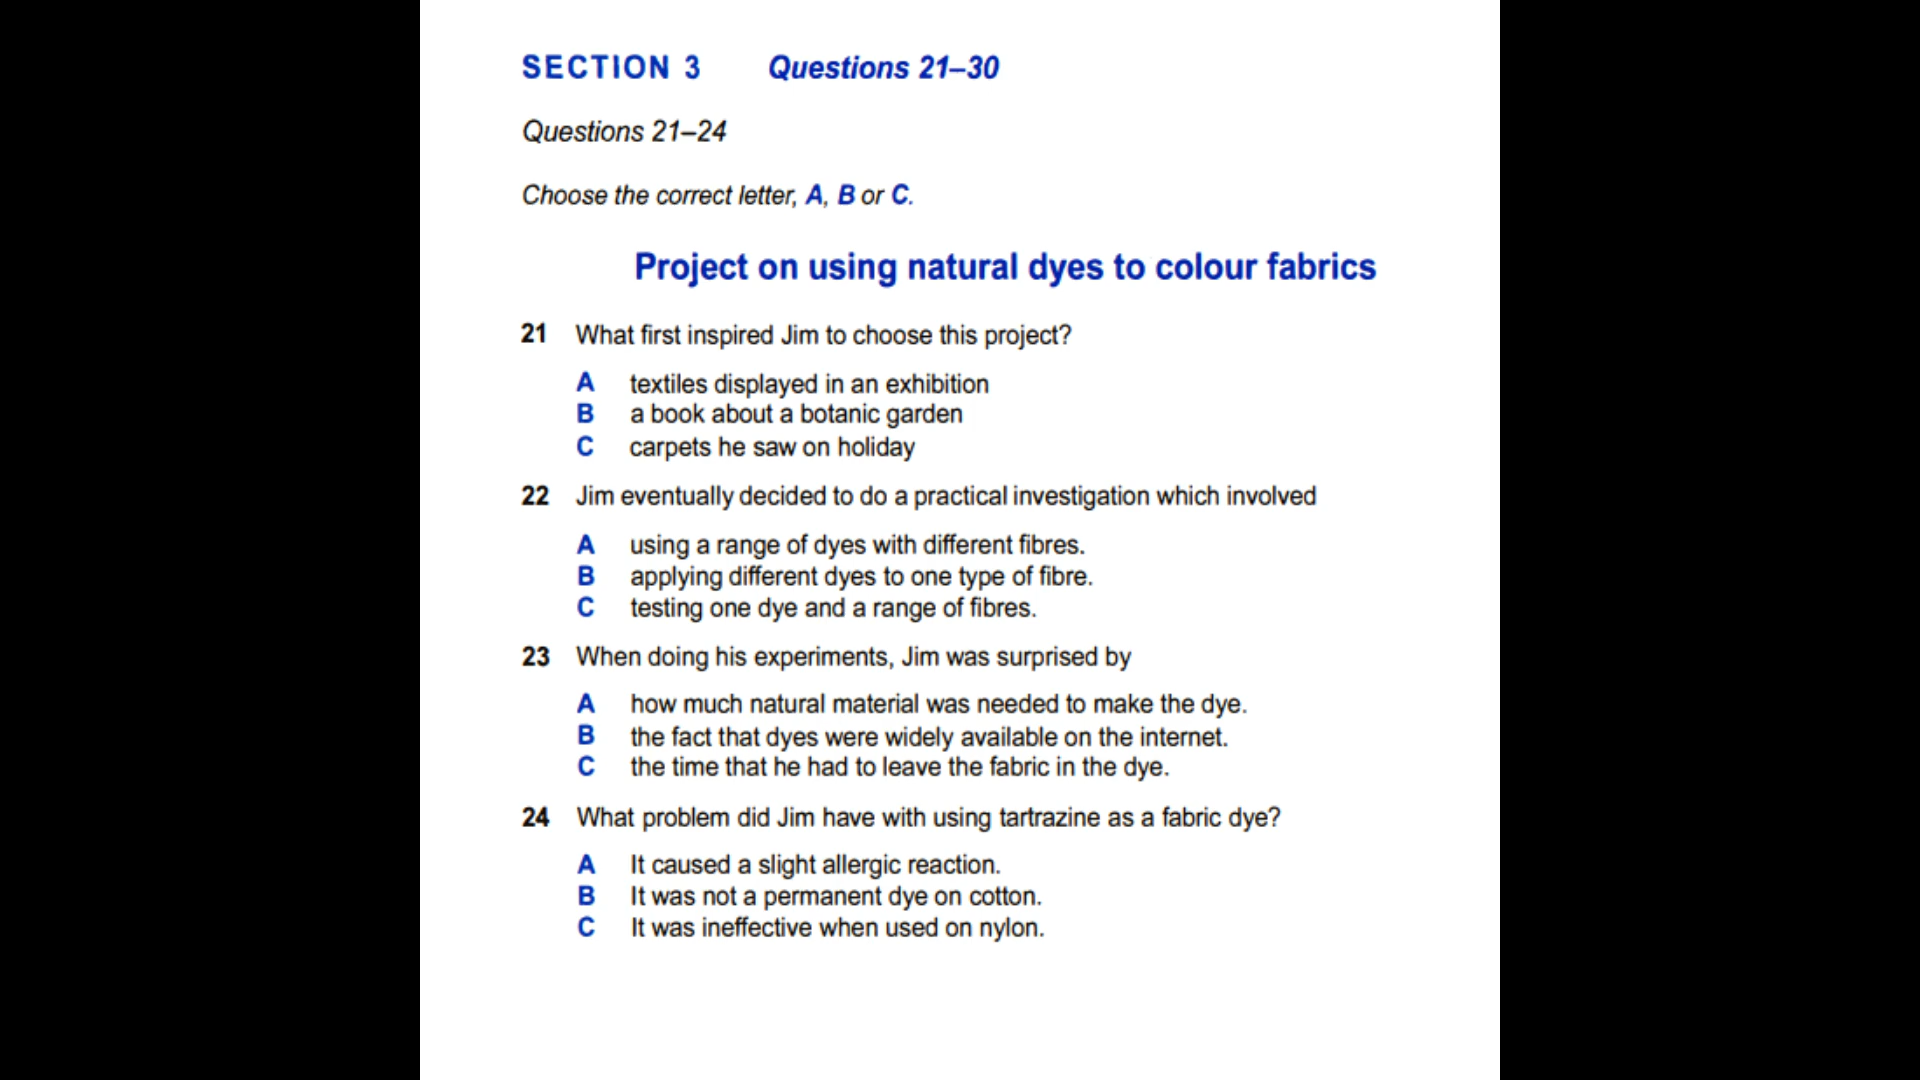 SECTION 3 Questions 21–30
Questions 21–24
Choose the correct letter, A, B or C.
Project on using natural dyes to colour fabrics
21 What first inspired Jim to choose this project?
A textiles displayed in an exhibition
B a book about a botanic garden
C carpets he saw on holiday
22 Jim eventually decided to do a practical investigation which involved
A using a range of dyes with different fibres.
B applying different dyes to one type of fibre.
C testing one dye and a range of fibres.
23 When doing his experiments, Jim was surprised by
A how much natural material was needed to make the dye.
B the fact that dyes were widely available on the internet.
C the time that he had to leave the fabric in the dye.
24 What problem did Jim have with using tartrazine as a fabric dye?
A It caused a slight allergic reaction.
B It was not a permanent dye on cotton.
C It was ineffective when used on nylon.